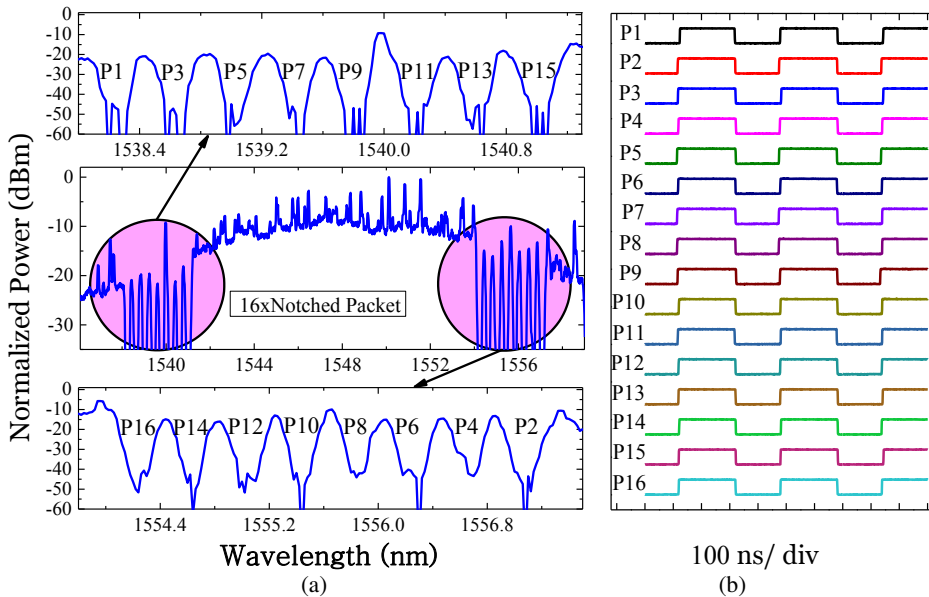 0
-10
-20
-30
-40
-50
-60
P1 P3 P5 P7 P9 P11 P13 P15
1538.4 1539.2 1540.0 1540.8
0
-10
-20
-30
16xNotched Packet
1540 1544 1548 1552 1556
0
-10
-20
-30
-40
-50
-60
P16 P14 P12 P10 P8 P6 P4 P2
1554.4 1555.2 1556.0 1556.8
Normalized Power (dBm)
Wavelength (nm)
(a)
P1
P2
P3
P4
P5
P6
P7
P8
P9
P10
P11
P12
P13
P14
P15
P16
100 ns/ div
(b)